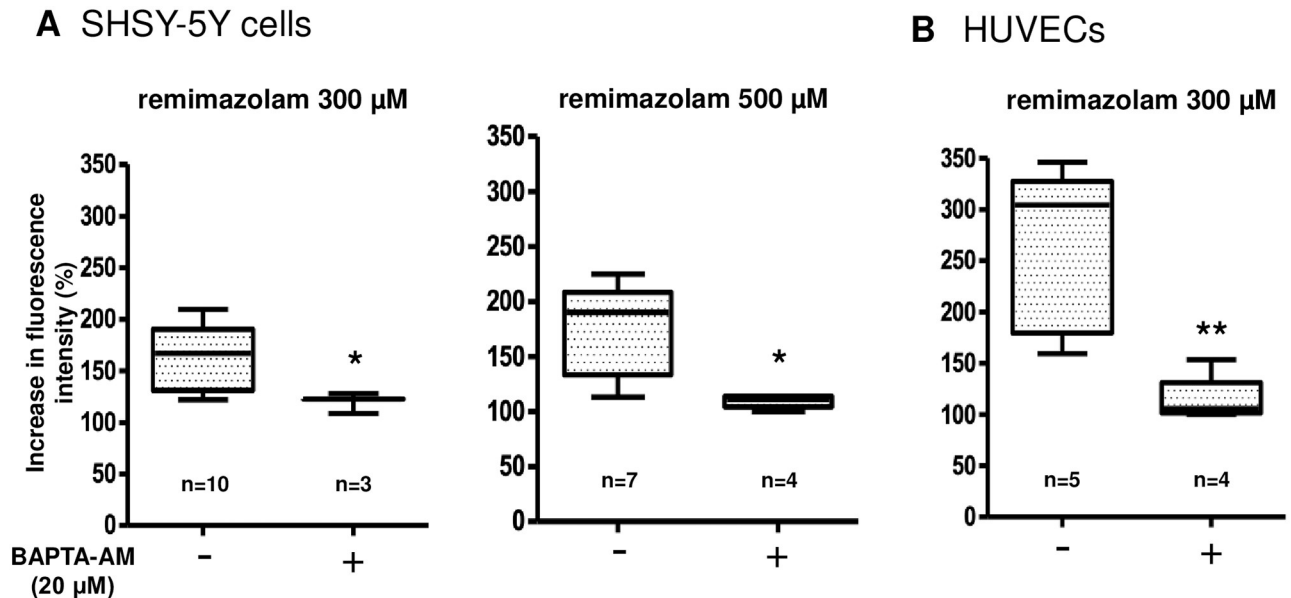 A SHSY-5Y cells
B HUVECs
remimazolam 300 µM
remimazolam 500 µM
remimazolam 300 µM
Increase in fluorescence
intensity (%)
350
300
250
200
150
100
50
0
*
n=10
n=3
350
300
250
200
150
100
50
0
*
n=7
n=4
350
300
250
200
150
100
50
0
**
n=5
n=4
BAPTA-AM
(20 µM)
- +
- +
- +